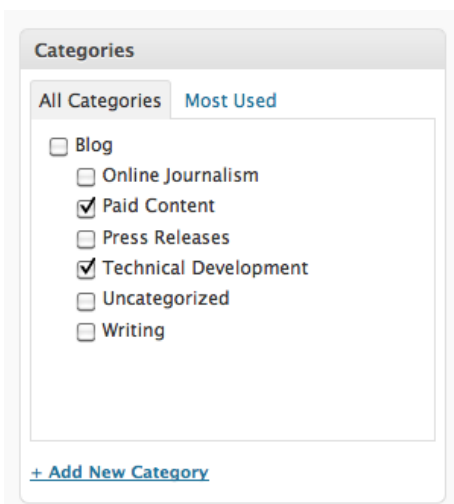 Categories
All Categories Most Used
Blog
Online Journalism
Paid Content
Press Releases
Technical Development
Uncategorized
Writing
+ Add New Category